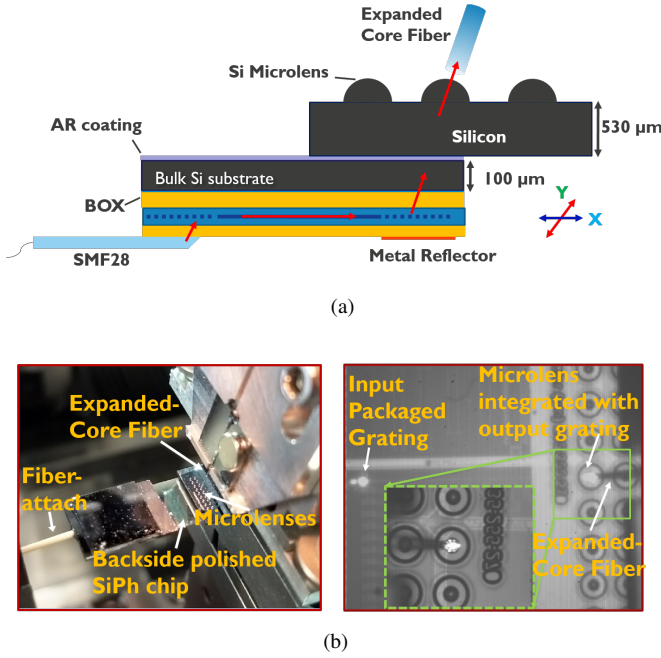 Expanded
Core Fiber
Si Microlens
AR coating
Silicon
530 µm
Bulk Si substrate
100 µm
BOX
Y
X
SMF28
Metal Reflector
(a)
Expanded-
Core Fiber
Fiber-
attach
Microlenses
Backside polished
SiPh chip
Input
Packaged
Grating
Microlens
integrated with
output grating
Expanded-
Core Fiber
(b)